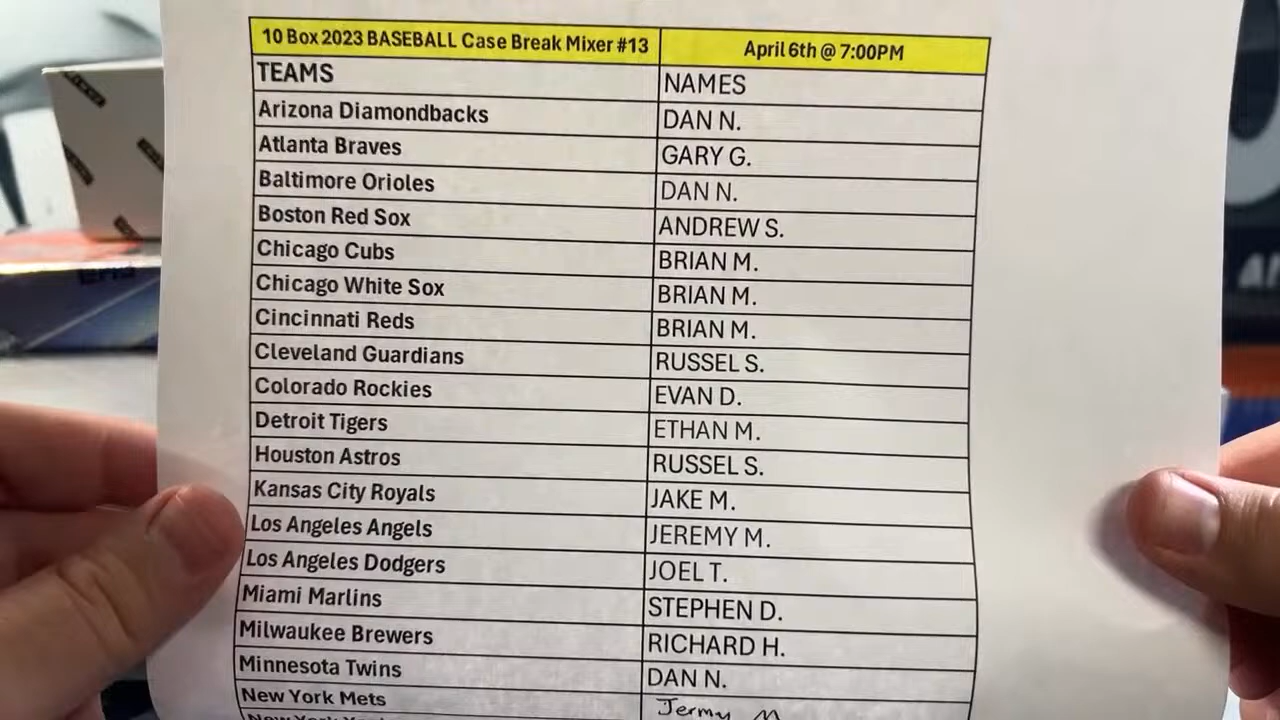 10 Box 2023 BASEBALL Case Break Mixer #13 April 6th @ 7:00PM
TEAMS NAMES
Arizona Diamondbacks DAN N.
Atlanta Braves GARY G.
Baltimore Orioles DAN N.
Boston Red Sox ANDREW S.
Chicago Cubs BRIAN M.
Chicago White Sox BRIAN M.
Cincinnati Reds BRIAN M.
Cleveland Guardians RUSSEL S.
Colorado Rockies EVAN D.
Detroit Tigers ETHAN M.
Houston Astros RUSSEL S.
Kansas City Royals JAKE M.
Los Angeles Angels JEREMY M.
Los Angeles Dodgers JOEL T.
Miami Marlins STEPHEN D.
Milwaukee Brewers RICHARD H.
Minnesota Twins DAN N.
New York Mets Jermy M